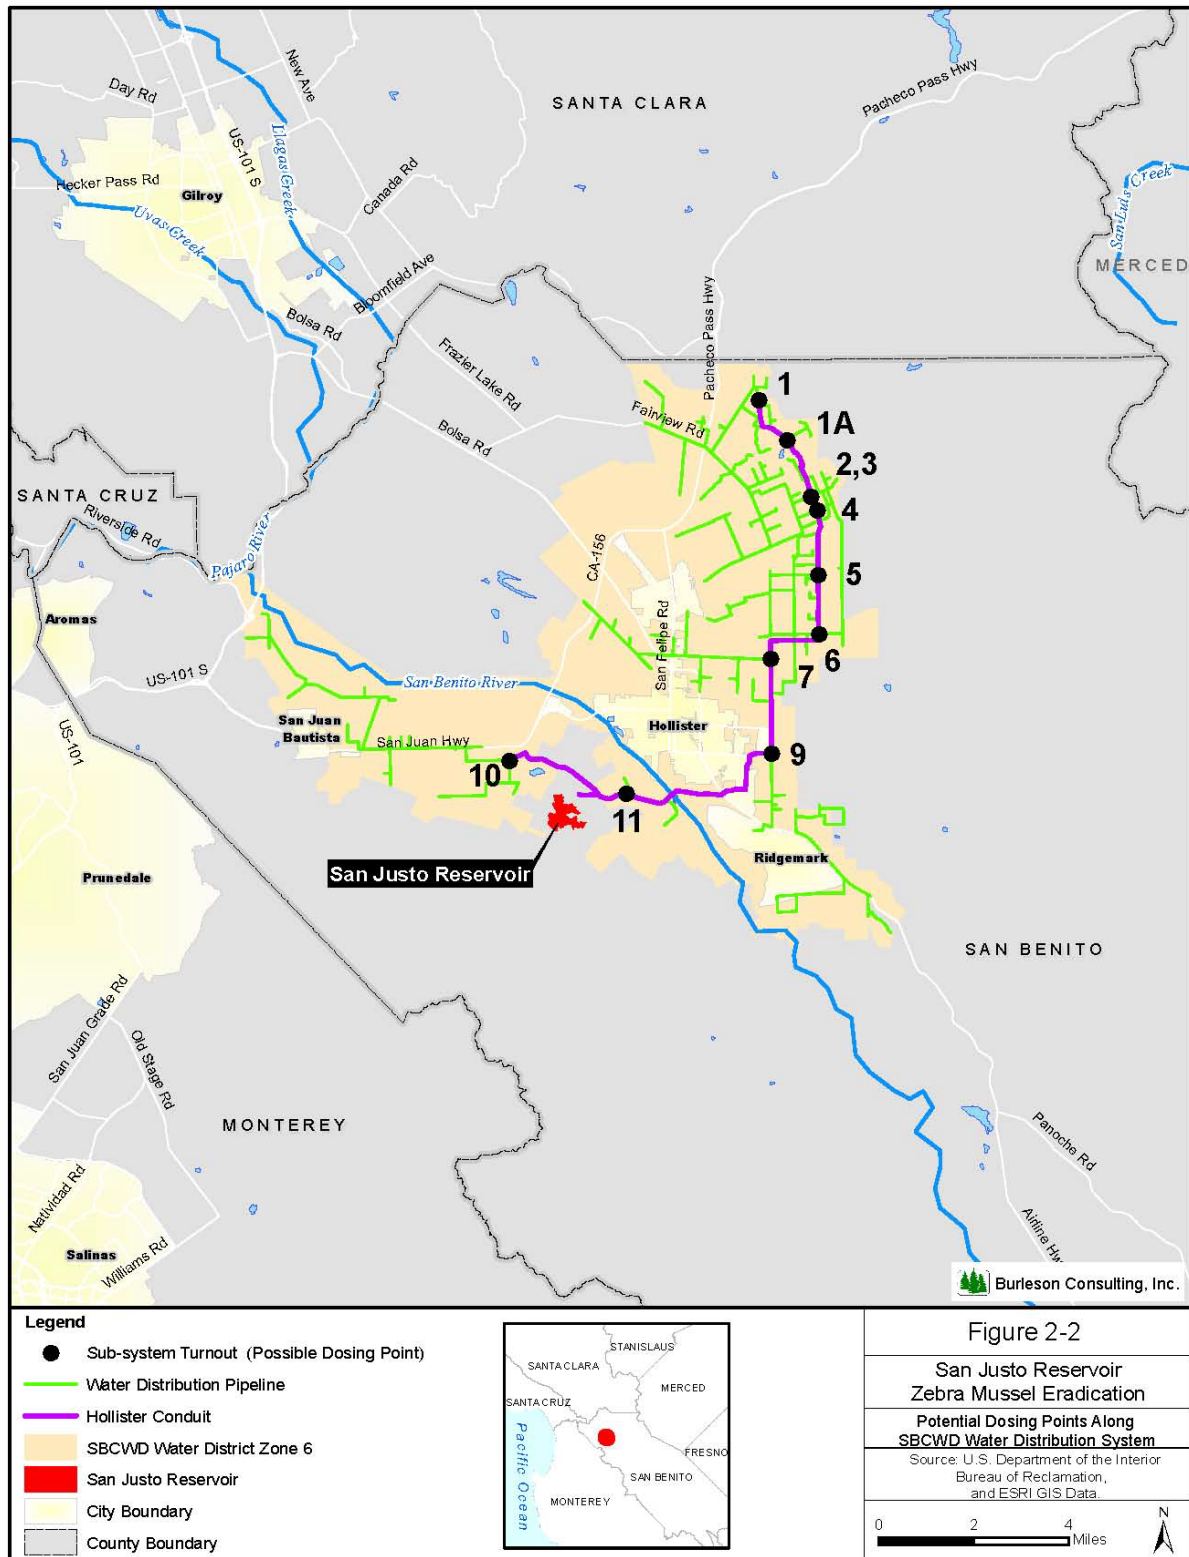 SANTA CLARA
Pacheco Pass Hwy
New Ave
Day Rd
US-101 S
Llagas Creek
Canada Rd
Hecker Pass Rd
Gilroy
Uvas Creek
San Luis Creek
MERCED
Bloomfield Ave
Bolsa Rd
Frazier Lake Rd
Pacheco Pass Hwy
Fairview Rd
Bolsa Rd
1
1A
2,3
4
5
6
7
9
10
11
SANTA CRUZ
Riverside Rd
Pajaro River
CA-156
San Felipe Rd
Aromas
US-101 S
San Benito River
US-101
San Juan
Bautista
San Juan Hwy
Hollister
Ridgemark
San Justo Reservoir
Prunedale
SAN BENITO
San Juan Grade Rd
Old Stage Rd
MONTEREY
Panoche Rd
Natividad Rd
Airline Hwy
Salinas
Williams Rd
Burleson Consulting, Inc.
Legend
Sub-system Turnout (Possible Dosing Point)
Water Distribution Pipeline
Hollister Conduit
SBCWD Water District Zone 6
San Justo Reservoir
City Boundary
County Boundary
STANISLAUS
SANTA CLARA
MERCED
SANTA CRUZ
FRESNO
SAN BENITO
MONTEREY
Pacific Ocean
Figure 2-2
San Justo Reservoir
Zebra Mussel Eradication
Potential Dosing Points Along
SBCWD Water Distribution System
Source: U.S. Department of the Interior
Bureau of Reclamation,
and ESRI GIS Data.
0 2 4
Miles
N